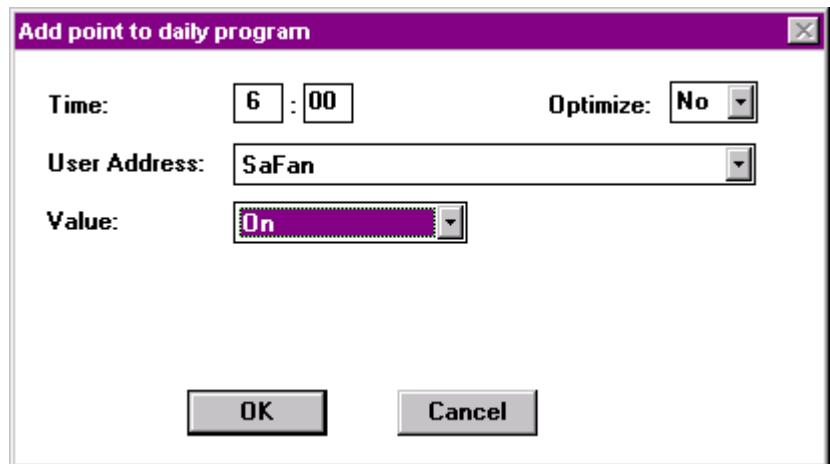 Add point to daily program
Time: 6 : 00 Optimize: No
User Address: SaFan
Value: On
OK Cancel